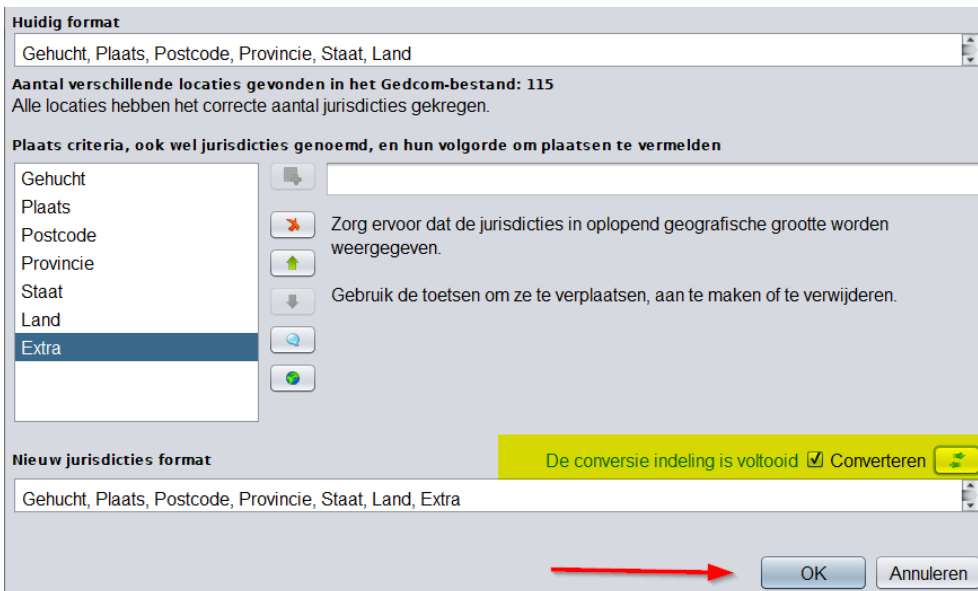 Huidig format
Gehucht, Plaats, Postcode, Provincie, Staat, Land
Aantal verschillende locaties gevonden in het Gedcom-bestand: 115
Alle locaties hebben het correcte aantal jurisdicties gekregen.
Plaats criteria, ook wel jurisdicties genoemd, en hun volgorde om plaatsen te vermelden
Gehucht
Plaats
Postcode
Provincie
Staat
Land
Extra
Zorg ervoor dat de jurisdicties in oplopend geografische grootte worden
weergegeven.
Gebruik de toetsen om ze te verplaatsen, aan te maken of te verwijderen.
Nieuw jurisdicties format
De conversie indeling is voltooid Converteren
Gehucht, Plaats, Postcode, Provincie, Staat, Land, Extra
OK
Annuleren